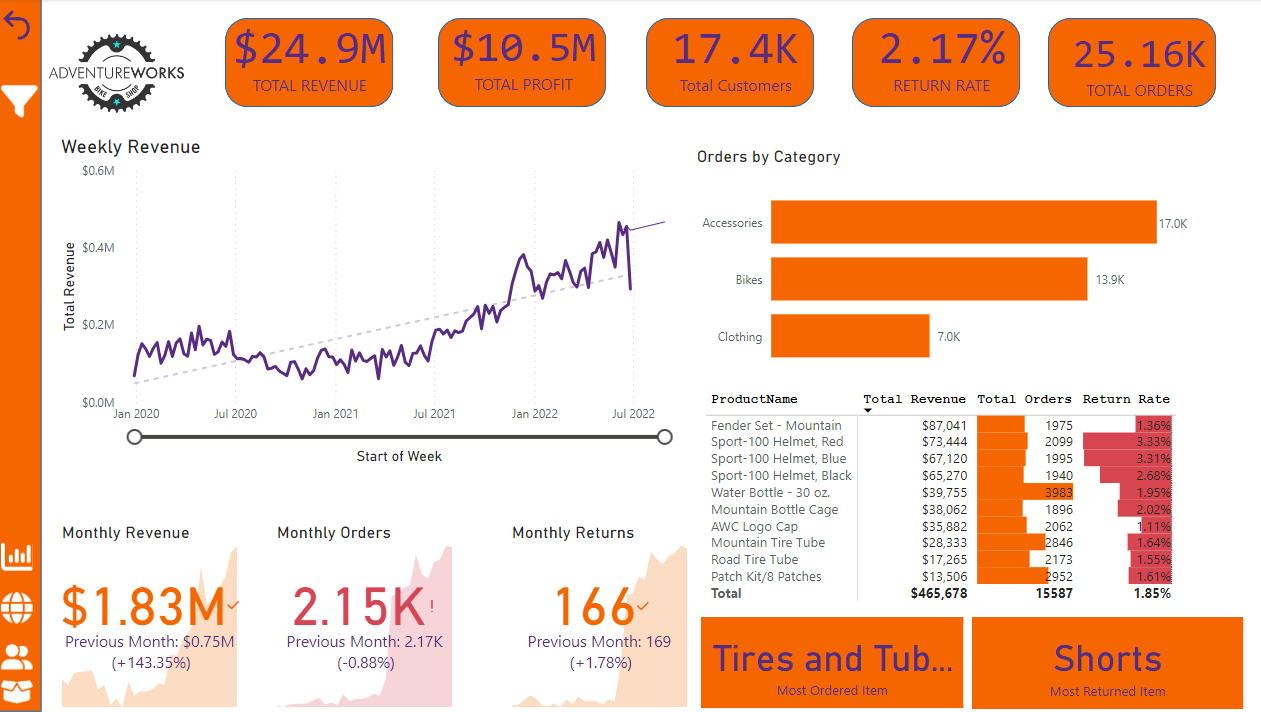 $24.9M
TOTAL REVENUE
$10.5M
TOTAL PROFIT
17.4K
Total Customers
2.17%
RETURN RATE
25.16K
TOTAL ORDERS
ADVENTUREWORKS
BIKE SHOP
Weekly Revenue
$0.6M
$0.4M
$0.2M
$0.0M
Total Revenue
Jan 2020 Jul 2020 Jan 2021 Jul 2021 Jan 2022 Jul 2022
Start of Week
Orders by Category
Accessories 17.0K
Bikes 13.9K
Clothing 7.0K
ProductName Total Revenue Total Orders Return Rate
Fender Set - Mountain $87,041 1975 1.36%
Sport-100 Helmet, Red $73,444 2099 3.33%
Sport-100 Helmet, Blue $67,120 1995 3.31%
Sport-100 Helmet, Black $65,270 1940 2.68%
Water Bottle - 30 oz. $39,755 3983 1.95%
Mountain Bottle Cage $38,062 1896 2.02%
AWC Logo Cap $35,882 2062 1.11%
Mountain Tire Tube $28,333 2846 1.64%
Road Tire Tube $17,265 2173 1.55%
Patch Kit/8 Patches $13,506 2952 1.61%
Total $465,678 15587 1.85%
Monthly Revenue
$1.83M
Previous Month: $0.75M
(+143.35%)
Monthly Orders
2.15K!
Previous Month: 2.17K
(-0.88%)
Monthly Returns
166
Previous Month: 169
(+1.78%)
Tires and Tub...
Most Ordered Item
Shorts
Most Returned Item